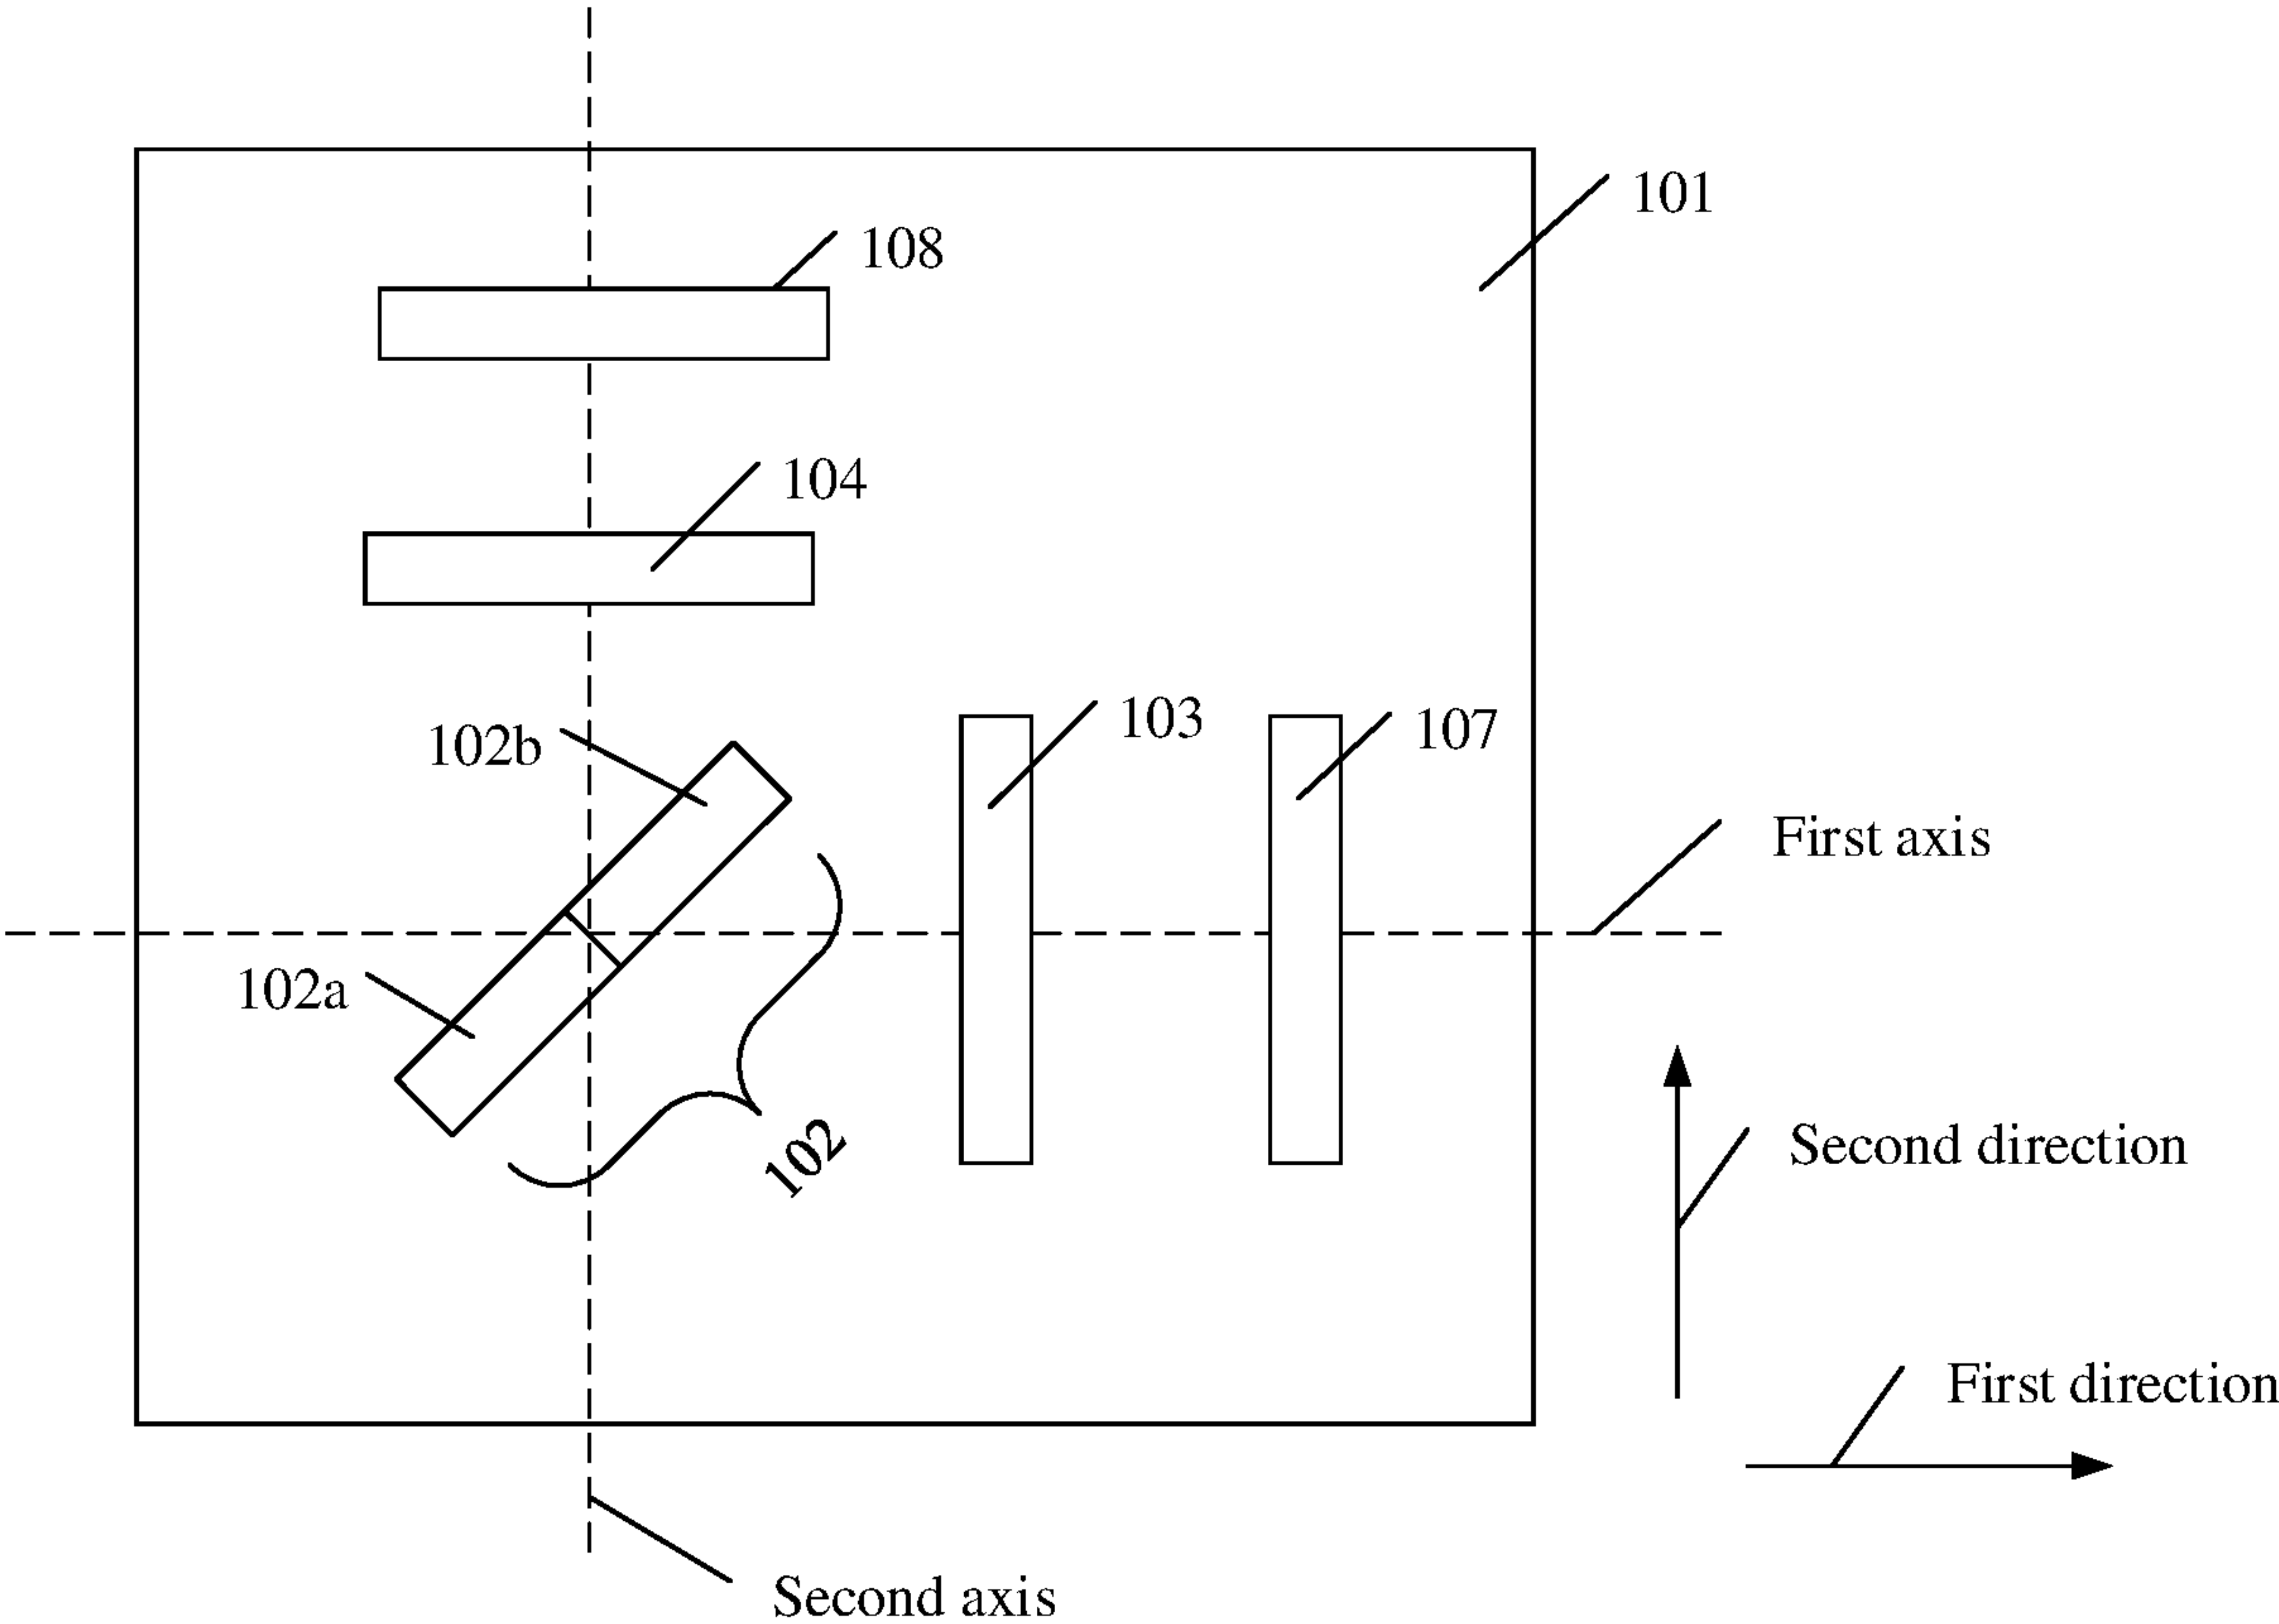 101
108
104
103
107
102b
First axis
102a
102
Second direction
First direction
Second axis